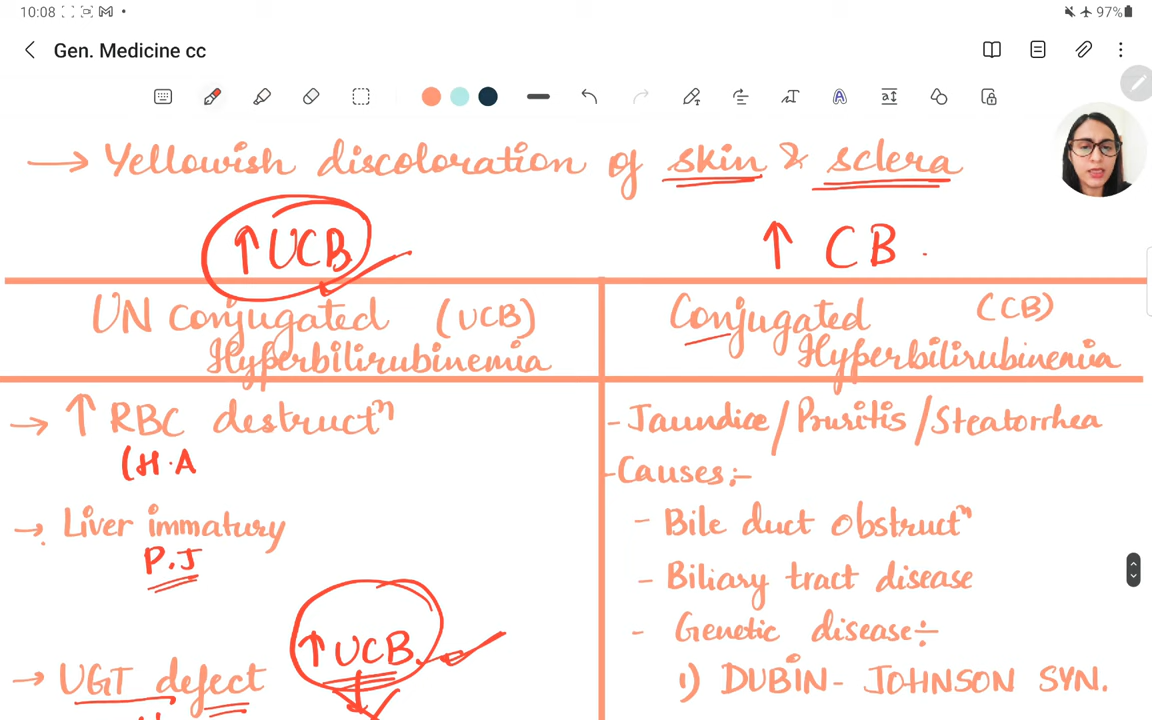 10:08
97%
Gen. Medicine cc
→ Yellowish discoloration of skin & sclera
↑ UCB
↑ CB
UN Conjugated (UCB)
Hyperbilirubinemia
Conjugated (CB)
Hyperbilirubinemia
→ ↑ RBC destructⁿ
(H.A
→ Liver immatury
P.J
↑ UCB
→ UGT defect
- Jaundice/Pruritis/Steatorrhea
- Causes:-
- Bile duct obstructⁿ
- Biliary tract disease
- Genetic disease÷
1) DUBIN- JOHNSON SYN.